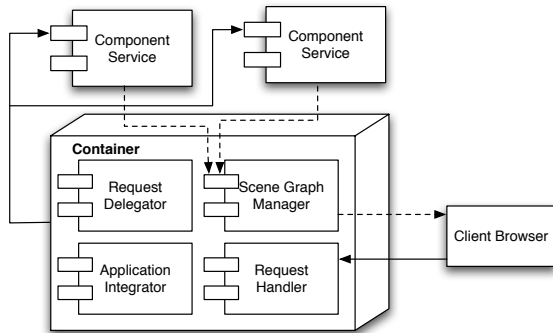 Component
Service
Component
Service
Container
Request
Delegator
Scene Graph
Manager
Client Browser
Application
Integrator
Request
Handler